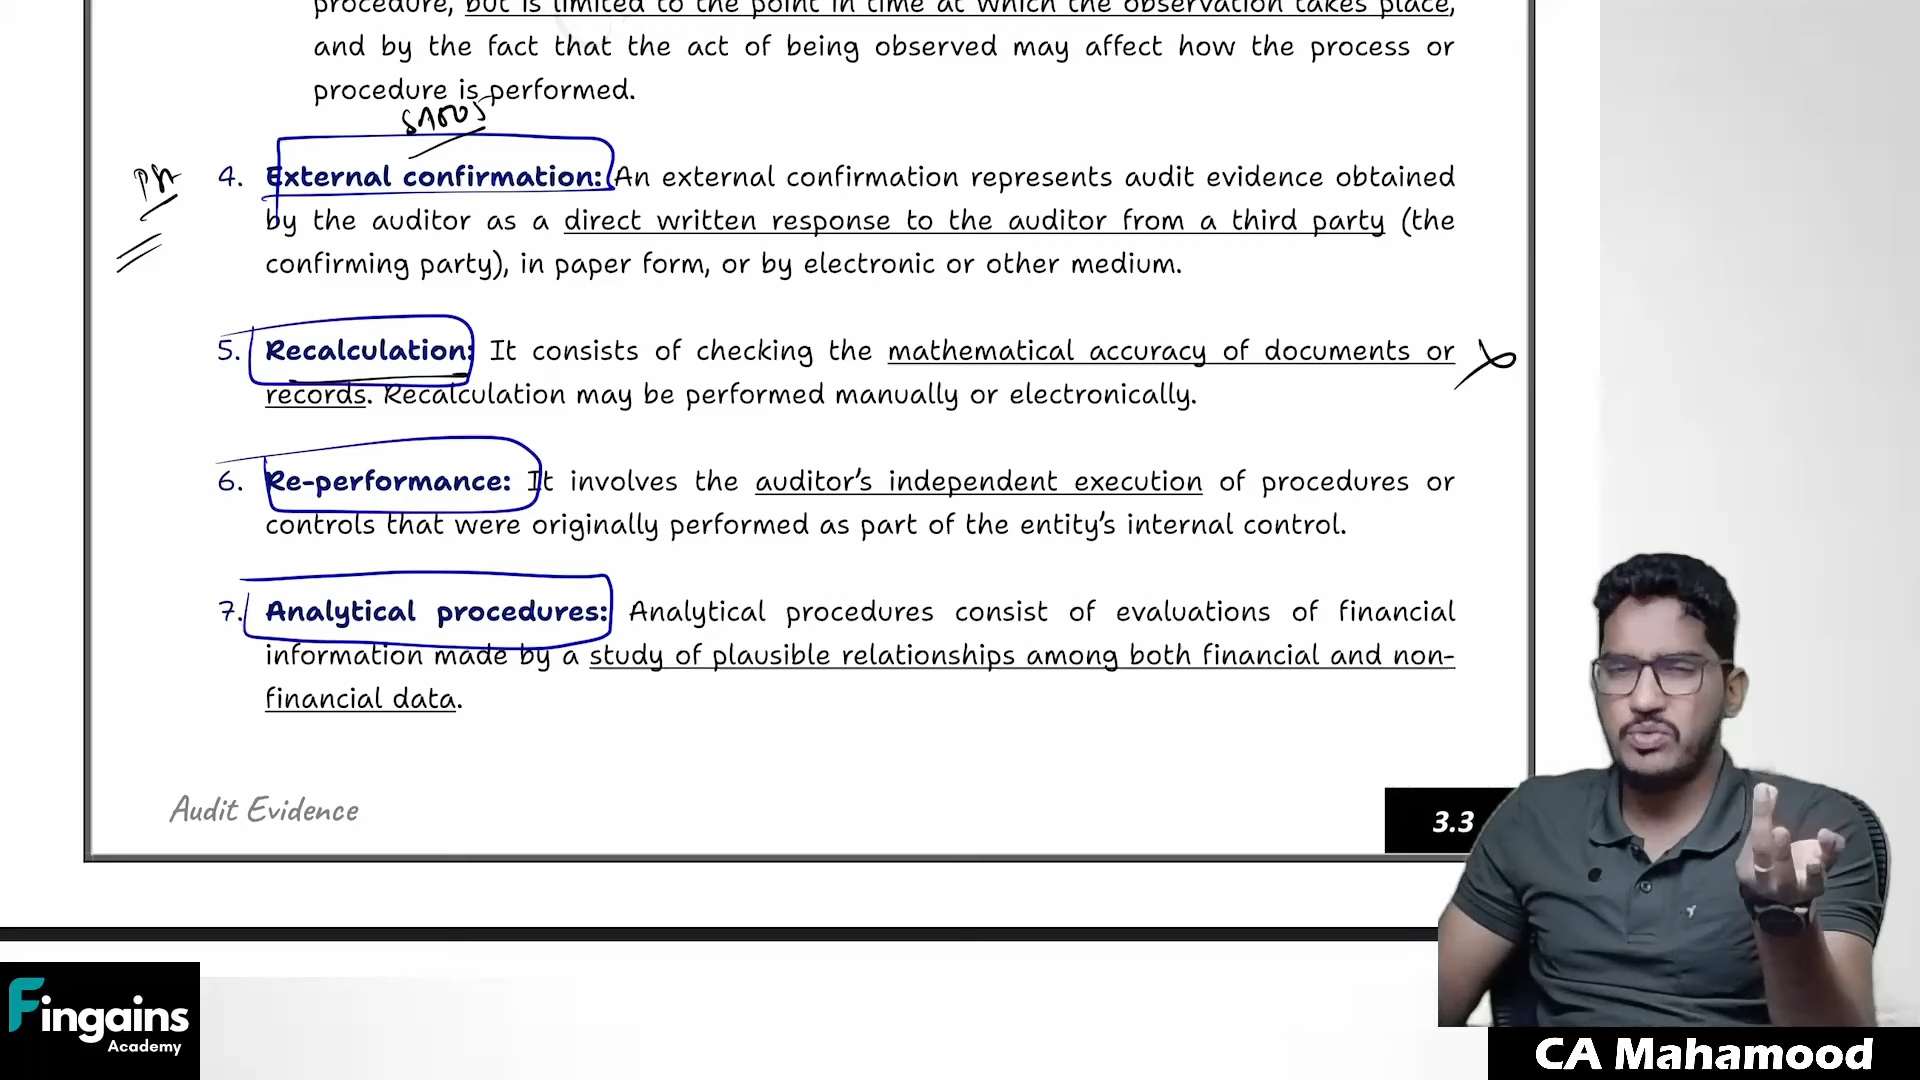 procedure, but is limited to the point in time at which the observation takes place,
and by the fact that the act of being observed may affect how the process or
procedure is performed.
SA505
4. External confirmation: An external confirmation represents audit evidence obtained
by the auditor as a direct written response to the auditor from a third party (the
confirming party), in paper form, or by electronic or other medium.
5. Recalculation: It consists of checking the mathematical accuracy of documents or
records. Recalculation may be performed manually or electronically.
6. Re-performance: It involves the auditor’s independent execution of procedures or
controls that were originally performed as part of the entity’s internal control.
7. Analytical procedures: Analytical procedures consist of evaluations of financial
information made by a study of plausible relationships among both financial and non-
financial data.
Audit Evidence
3.3
Fingains
Academy
CA Mahamood